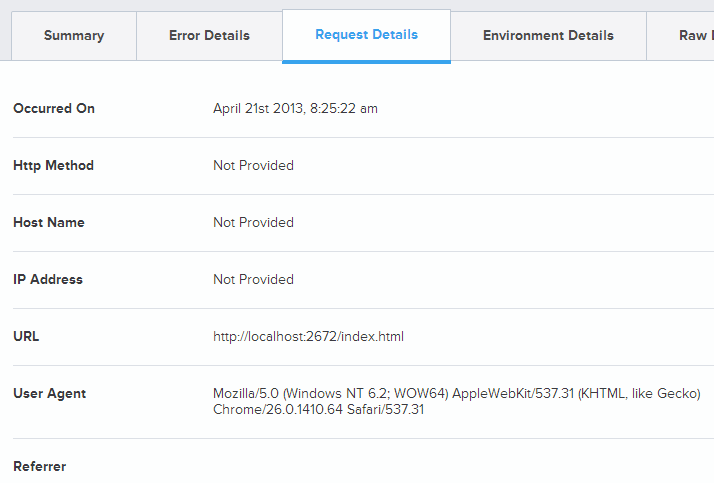 Summary Error Details Request Details Environment Details Raw
Occurred On April 21st 2013, 8:25:22 am
Http Method Not Provided
Host Name Not Provided
IP Address Not Provided
URL http://localhost:2672/index.html
User Agent Mozilla/5.0 (Windows NT 6.2; WOW64) AppleWebKit/537.31 (KHTML, like Gecko)
Chrome/26.0.1410.64 Safari/537.31
Referrer